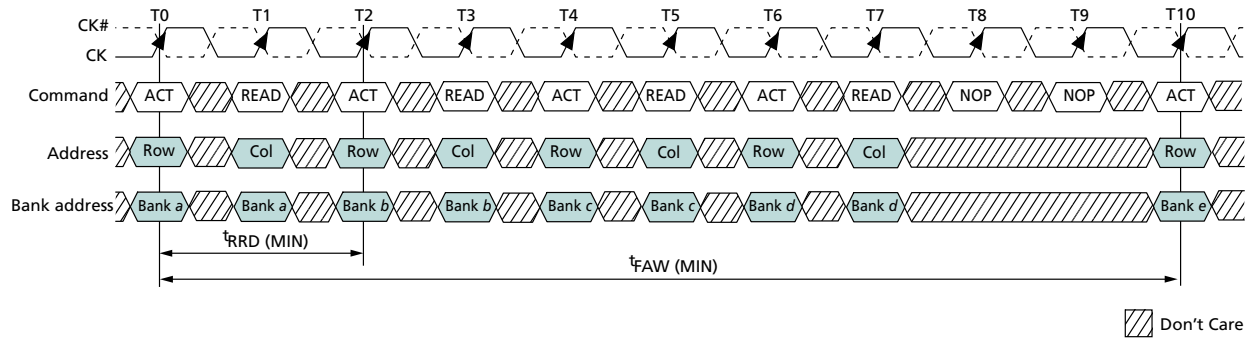 T0 T1 T2 T3 T4 T5 T6 T7 T8 T9 T10
CK#
CK
Command ACT READ ACT READ ACT READ ACT READ NOP NOP ACT
Address Row Col Row Col Row Col Row Col Row
Bank address Bank a Bank a Bank b Bank b Bank c Bank c Bank d Bank d Bank e
tRRD (MIN)
tFAW (MIN)
Don't Care